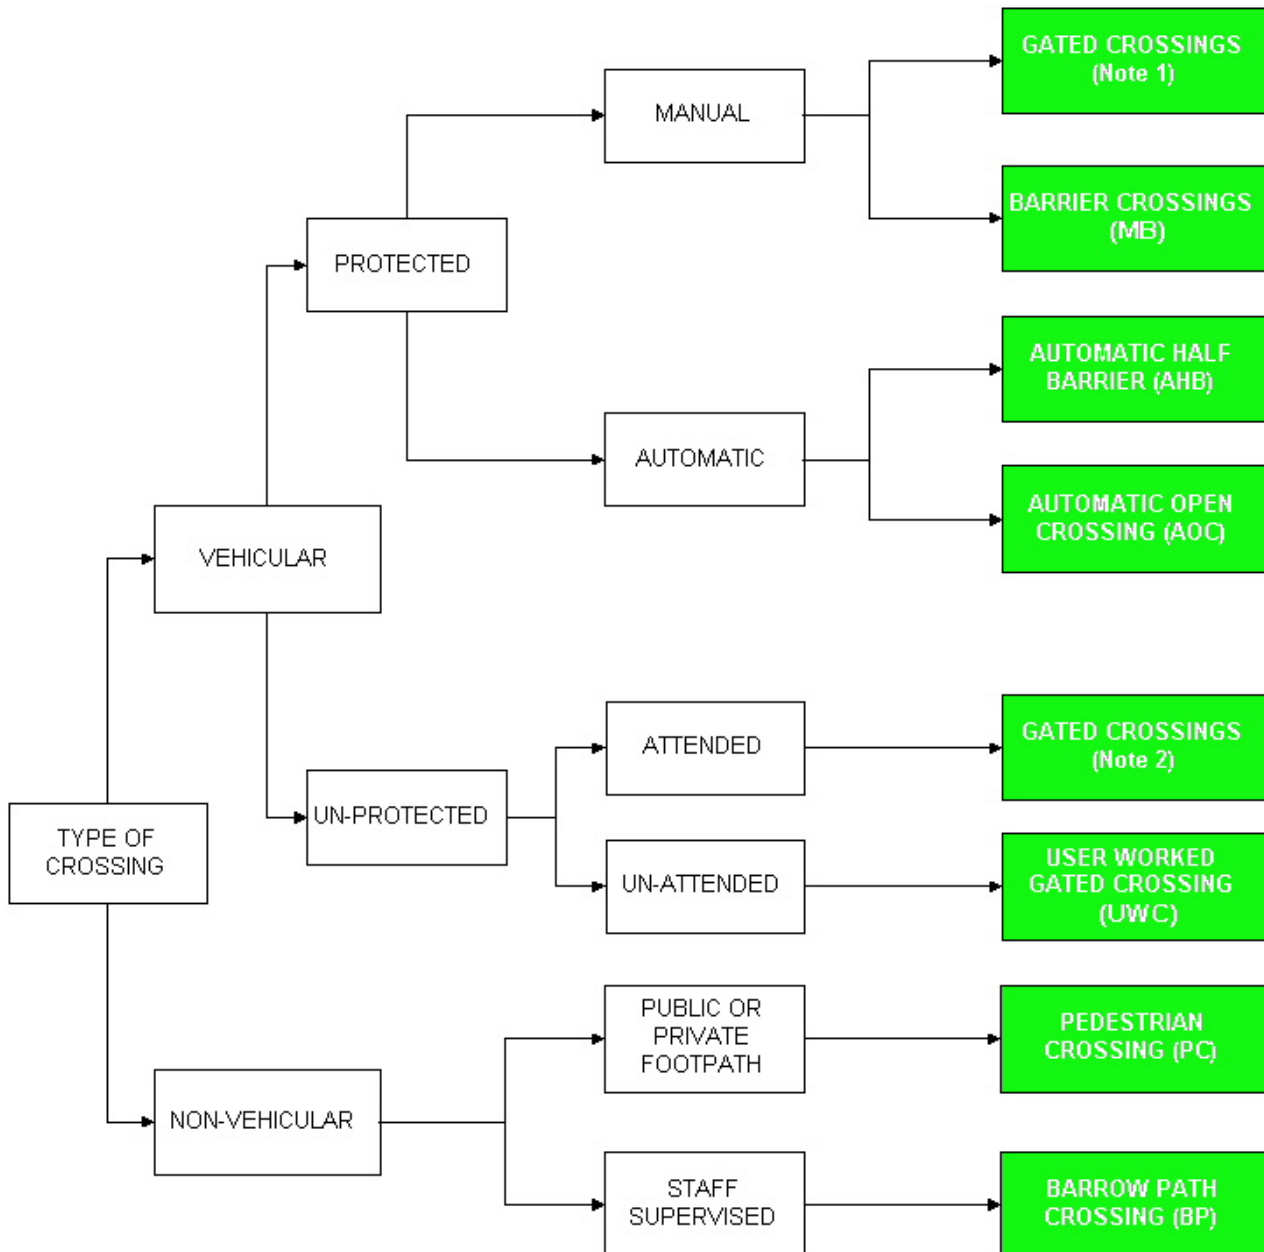 GATED CROSSINGS
(Note 1)
MANUAL
BARRIER CROSSINGS
(MB)
PROTECTED
AUTOMATIC HALF
BARRIER (AHB)
AUTOMATIC
AUTOMATIC OPEN
CROSSING (AOC)
VEHICULAR
GATED CROSSINGS
(Note 2)
ATTENDED
UN-PROTECTED
TYPE OF
CROSSING
UN-ATTENDED
USER WORKED
GATED CROSSING
(UWC)
PUBLIC OR
PRIVATE
FOOTPATH
PEDESTRIAN
CROSSING (PC)
NON-VEHICULAR
STAFF
SUPERVISED
BARROW PATH
CROSSING (BP)